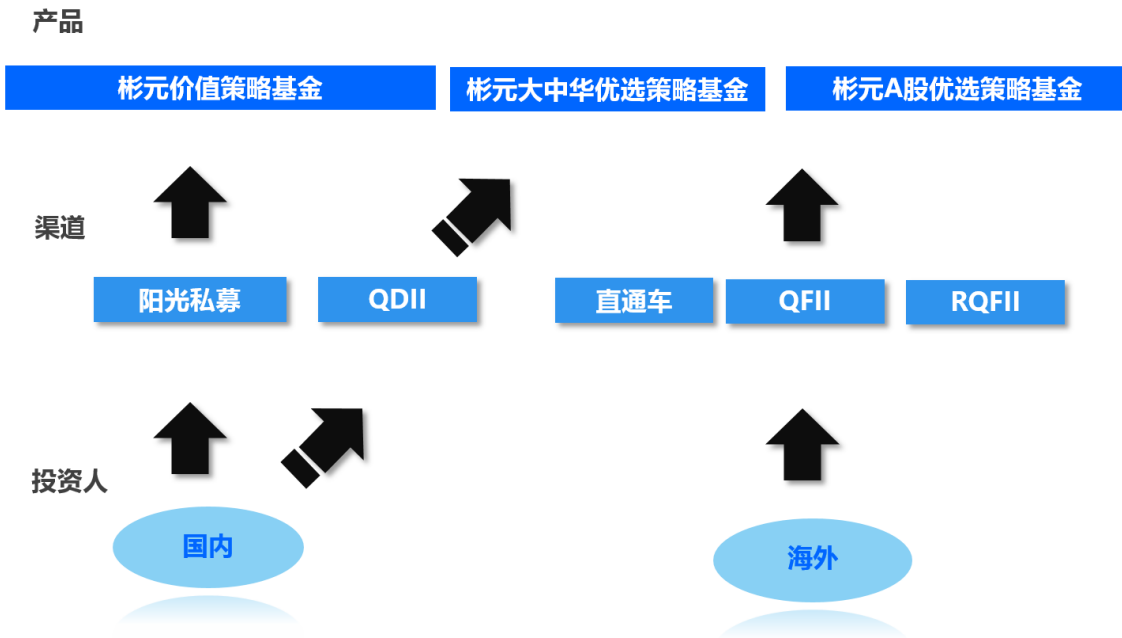 产品
彬元价值策略基金
彬元大中华优选策略基金
彬元A股优选策略基金
渠道
阳光私募
QDII
直通车
QFII
RQFII
投资人
国内
海外